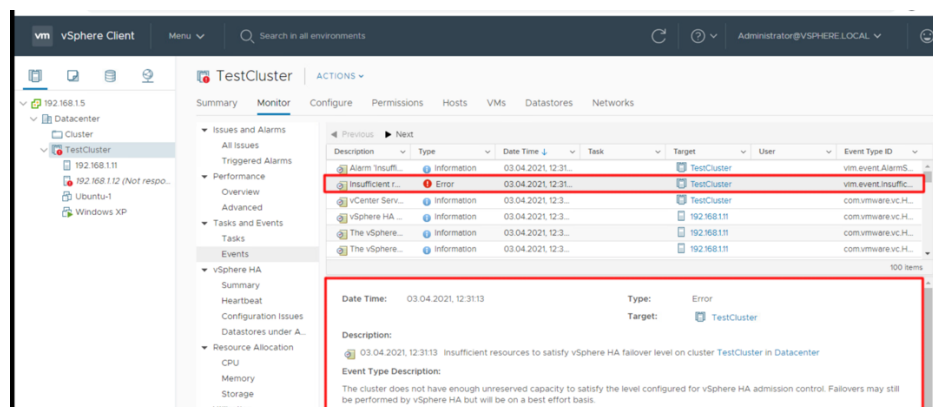 vm vSphere Client Menu Search in all environments Administrator@VSPHERE.LOCAL
192.168.1.5
Datacenter
Cluster
TestCluster
192.168.1.11
192.168.1.12 (Not respo...
Ubuntu-1
Windows XP
TestCluster ACTIONS
Summary Monitor Configure Permissions Hosts VMs Datastores Networks
Issues and Alarms
All Issues
Triggered Alarms
Performance
Overview
Advanced
Tasks and Events
Tasks
Events
vSphere HA
Summary
Heartbeat
Configuration Issues
Datastores under A...
Resource Allocation
CPU
Memory
Storage
Previous Next
Description Type Date Time Task Target User Event Type ID
Alarm 'Insuffi... Information 03.04.2021, 12:31... TestCluster vim.event.AlarmS...
Insufficient r... Error 03.04.2021, 12:31... TestCluster vim.event.Insuffic...
vCenter Serv... Information 03.04.2021, 12:3... TestCluster com.vmware.vc.H...
vSphere HA ... Information 03.04.2021, 12:3... 192.168.1.11 com.vmware.vc.H...
The vSphere... Information 03.04.2021, 12:3... 192.168.1.11 com.vmware.vc.H...
The vSphere... Information 03.04.2021, 12:3... 192.168.1.11 com.vmware.vc.H...
100 items
Date Time: 03.04.2021, 12:31:13 Type: Error
Target: TestCluster
Description:
03.04.2021, 12:31:13 Insufficient resources to satisfy vSphere HA failover level on cluster TestCluster in Datacenter
Event Type Description:
The cluster does not have enough unreserved capacity to satisfy the level configured for vSphere HA admission control. Failovers may still
be performed by vSphere HA but will be on a best effort basis.